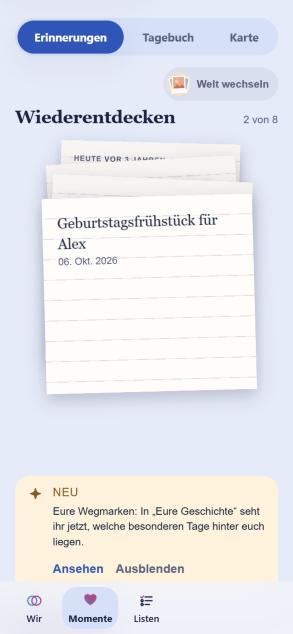 Erinnerungen
Tagebuch
Karte
Welt wechseln
Wiederentdecken
2 von 8
HEUTE VOR 3 JAHREN
Geburtstagsfrühstück für
Alex
06. Okt. 2026
NEU
Eure Wegmarken: In „Eure Geschichte“ seht
ihr jetzt, welche besonderen Tage hinter euch
liegen.
Ansehen
Ausblenden
Wir
Momente
Listen